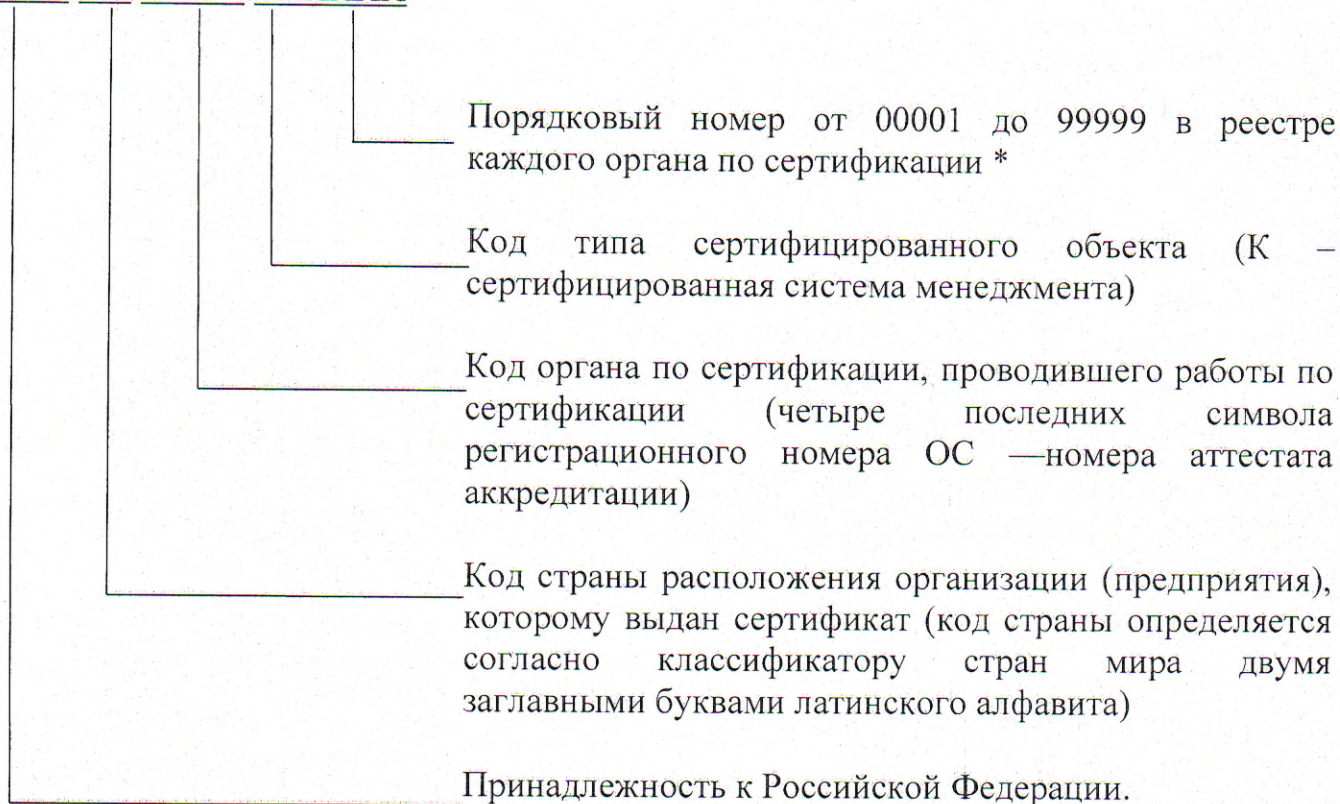 Порядковый номер от 00001 до 99999 в реестре
каждого органа по сертификации *
Код типа сертифицированного объекта (К –
сертифицированная система менеджмента)
Код органа по сертификации, проводившего работы по
сертификации (четыре последних символа
регистрационного номера ОС —номера аттестата
аккредитации)
Код страны расположения организации (предприятия),
которому выдан сертификат (код страны определяется
согласно классификатору стран мира двумя
заглавными буквами латинского алфавита)
Принадлежность к Российской Федерации.